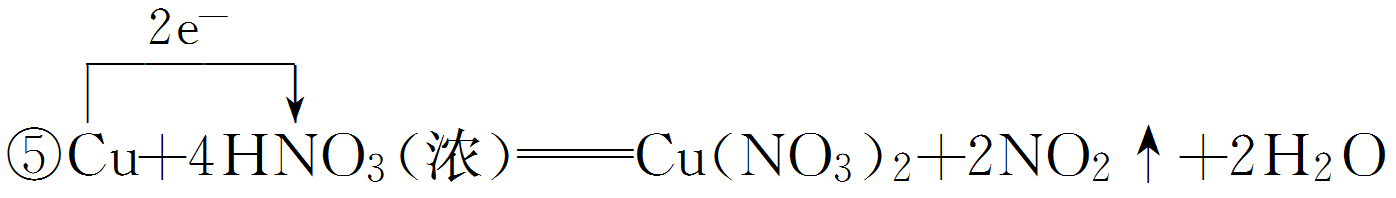 2e⁻
⑤Cu+4HNO₃(浓)══Cu(NO₃)₂+2NO₂↑+2H₂O